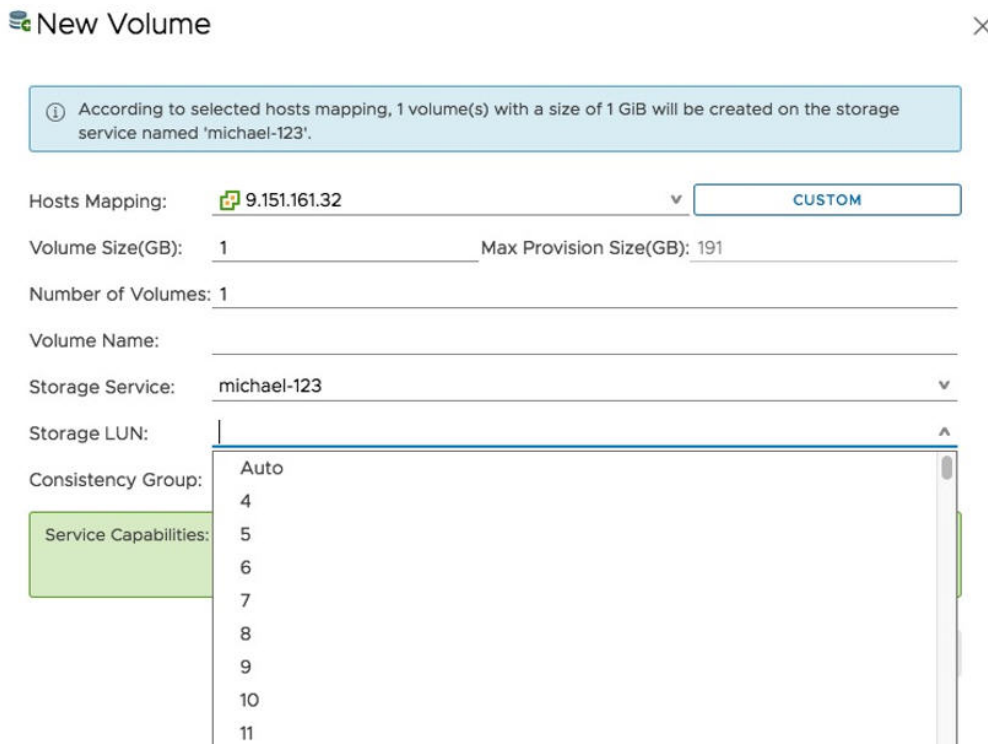 New Volume
According to selected hosts mapping, 1 volume(s) with a size of 1 GiB will be created on the storage
service named 'michael-123'.
Hosts Mapping: 9.151.161.32 CUSTOM
Volume Size(GB): 1 Max Provision Size(GB): 191
Number of Volumes: 1
Volume Name:
Storage Service: michael-123
Storage LUN:
Auto
Consistency Group:
4
Service Capabilities: 5
6
7
8
9
10
11